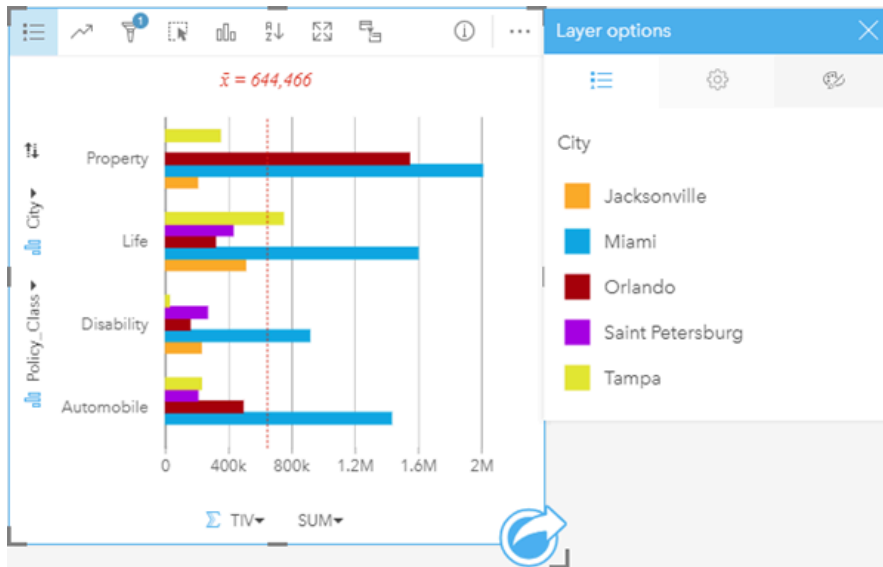 1
Layer options
x̄ = 644,466
City
Property
Life
Disability
Automobile
City
Policy_Class
0 400k 800k 1.2M 1.6M 2M
Σ TIV SUM
Jacksonville
Miami
Orlando
Saint Petersburg
Tampa